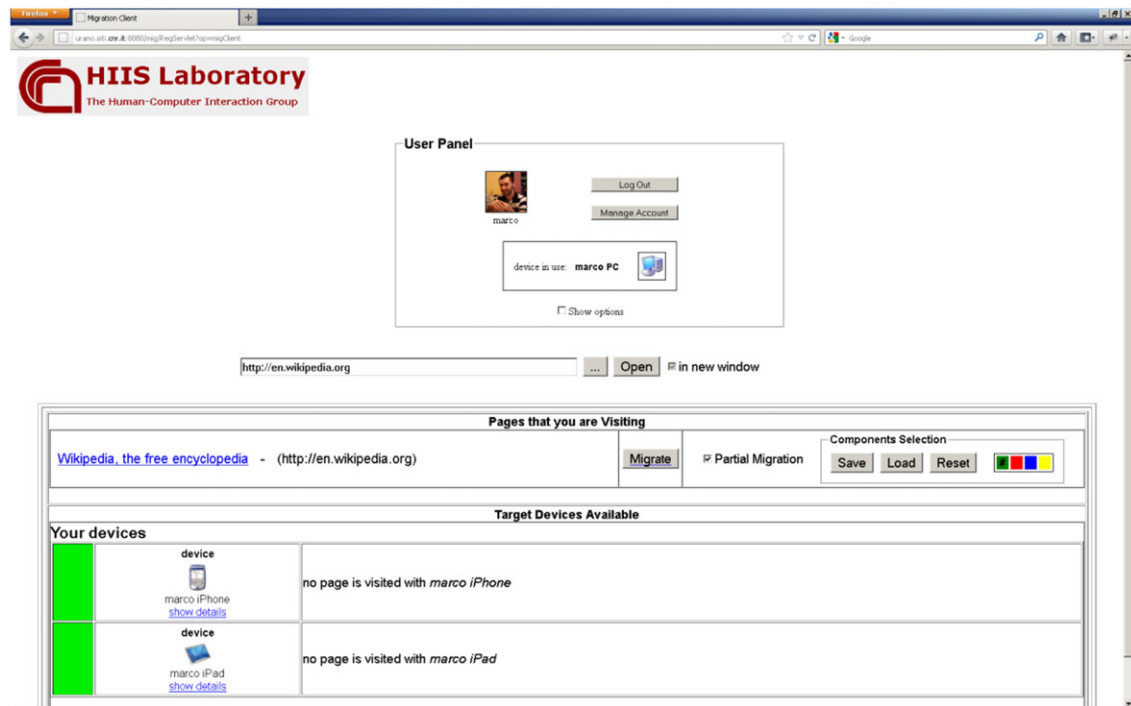 Firefox
Migration Client
urano.isti.cnr.it:0000/mig/RegServlet?op=migClient
Google
HIIS Laboratory
The Human-Computer Interaction Group
User Panel
Log Out
Manage Account
marco
device in use: marco PC
Show options
http://en.wikipedia.org
...
Open
in new window
Pages that you are Visiting
Wikipedia, the free encyclopedia - (http://en.wikipedia.org)
Migrate
Partial Migration
Components Selection
Save
Load
Reset
Target Devices Available
Your devices
device
marco iPhone
show details
no page is visited with marco iPhone
device
marco iPad
show details
no page is visited with marco iPad